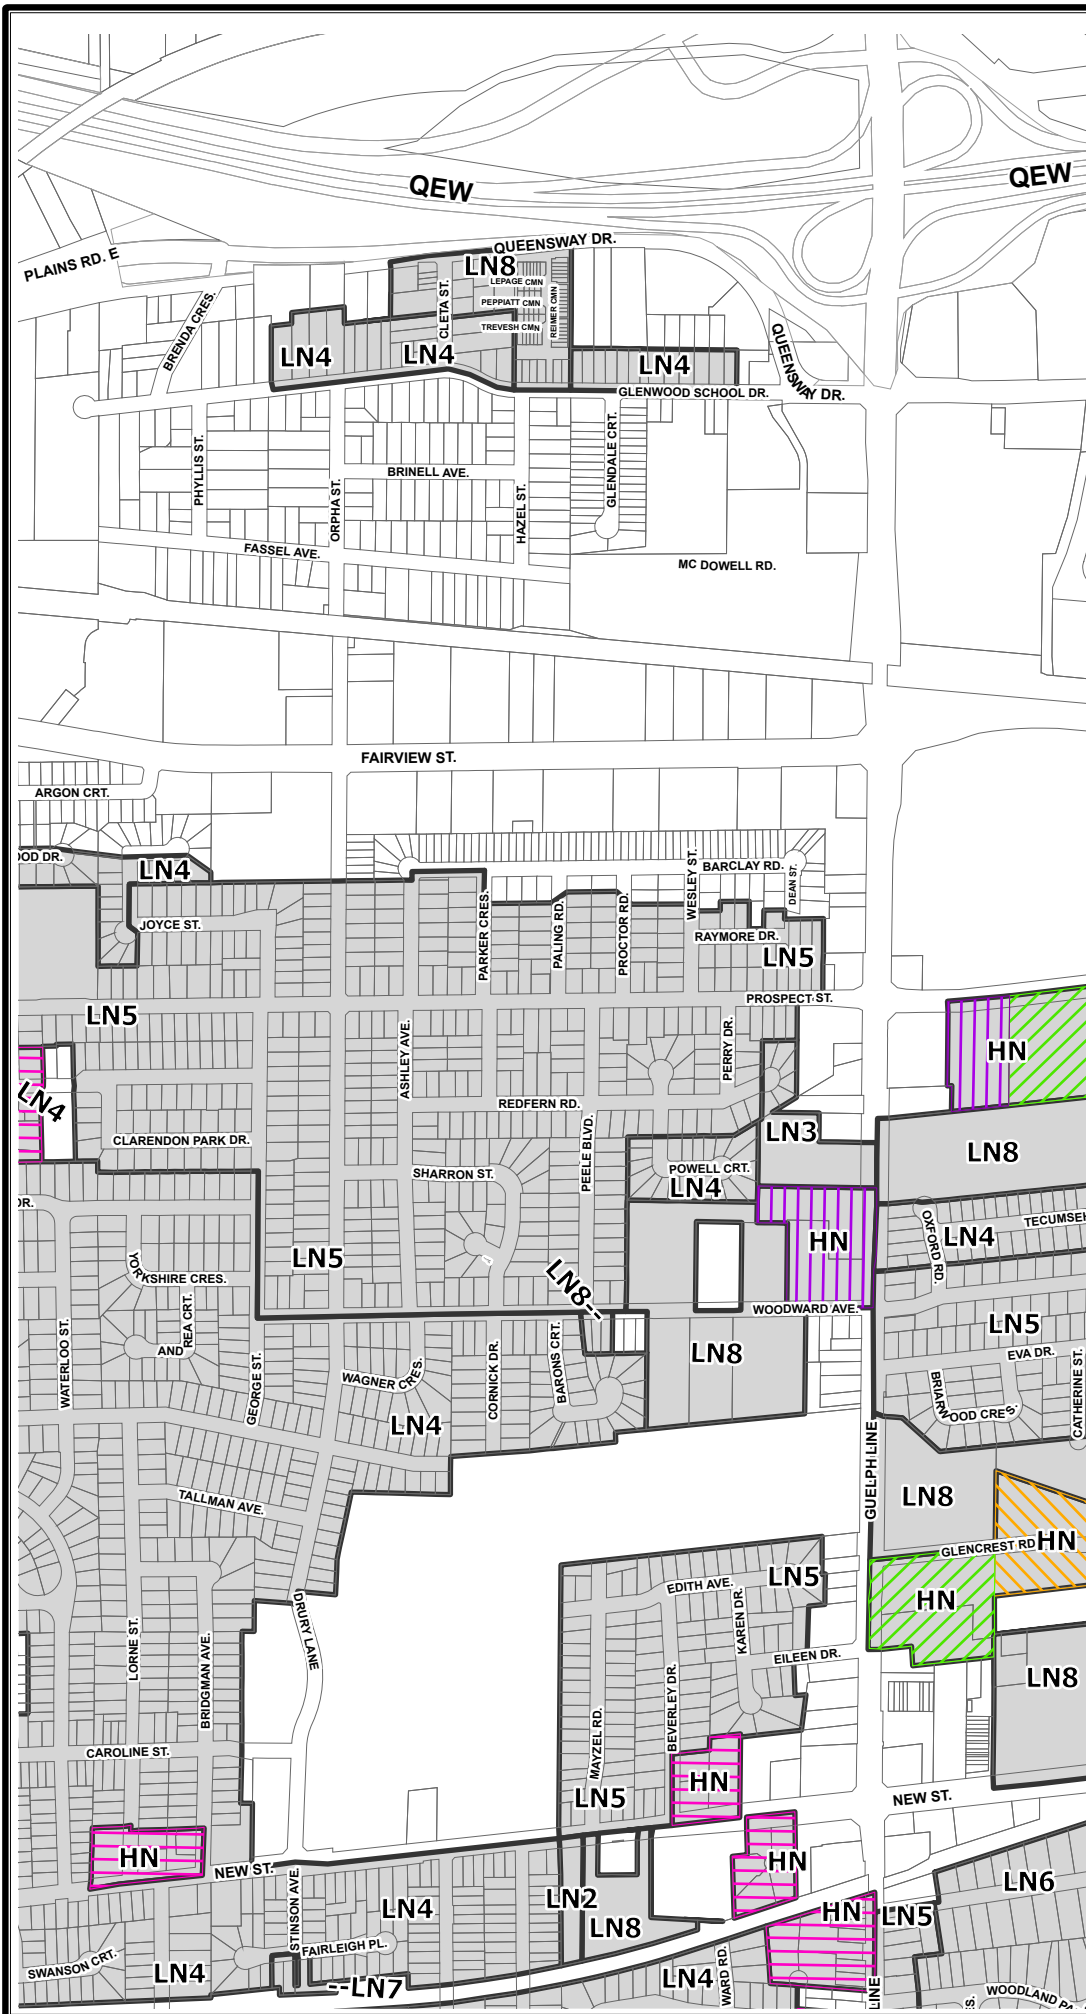 QEW
QEW
PLAINS RD. E
QUEENSWAY DR.
LN8
LEPAGE CMN
PEPPIATT CMN
TREVESH CMN
REIMER CMN
CLETA ST.
BRENDA CRES.
LN4
LN4
LN4
QUEENSWAY DR.
GLENWOOD SCHOOL DR.
PHYLLIS ST.
ORPHA ST.
BRINELL AVE.
HAZEL ST.
GLENDALE CRT.
FASSEL AVE.
MC DOWELL RD.
FAIRVIEW ST.
ARGON CRT.
OOD DR.
LN4
BARCLAY RD.
WESLEY ST.
DEAN ST.
JOYCE ST.
PARKER CRES.
PALING RD.
PROCTOR RD.
RAYMORE DR.
LN5
PROSPECT ST.
LN5
ASHLEY AVE.
PERRY DR.
HN
LN4
REDFERN RD.
CLARENDON PARK DR.
PEELE BLVD.
LN3
LN8
SHARRON ST.
POWELL CRT.
LN4
DR.
OXFORD RD.
TECUMSEH
LN4
HN
LN5
YORKSHIRE CRES.
LN8--
WOODWARD AVE.
WATERLOO ST.
ANDREA CRT.
LN5
EVA DR.
LN8
GEORGE ST.
WAGNER CRES.
CORNICK DR.
BARONS CRT.
BRIARWOOD CRES.
CATHERINE ST.
LN4
GUELPH LINE
TALLMAN AVE.
LN8
GLENCREST RD
HN
EDITH AVE.
LN5
HN
DRURY LANE
LORNE ST.
BRIDGMAN AVE.
KAREN DR.
EILEEN DR.
LN8
BEVERLEY DR.
MAYZEL RD.
CAROLINE ST.
HN
LN5
NEW ST.
HN
NEW ST.
HN
LN6
STINSON AVE.
LN4
LN2
LN8
HN
LN5
FAIRLEIGH PL.
SWANSON CRT.
LN4
--LN7
LN4
WARD RD.
LINE
WOODLAND P
ES.